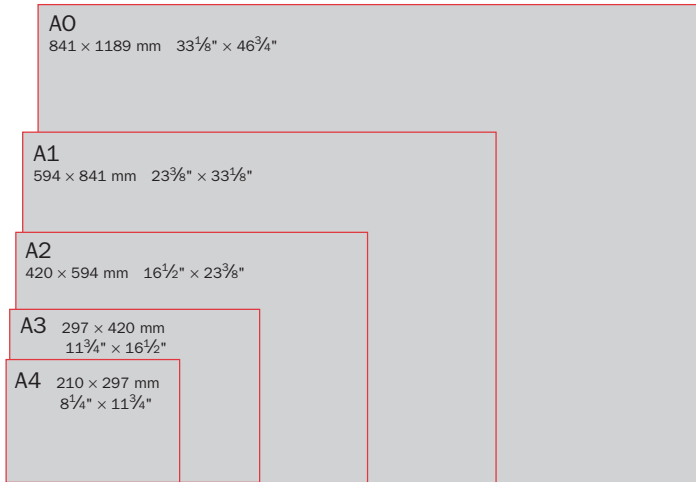 A0
841 × 1189 mm 33⅛" × 46¾"
A1
594 × 841 mm 23⅜" × 33⅛"
A2
420 × 594 mm 16½" × 23⅜"
A3 297 × 420 mm
11¾" × 16½"
A4 210 × 297 mm
8¼" × 11¾"